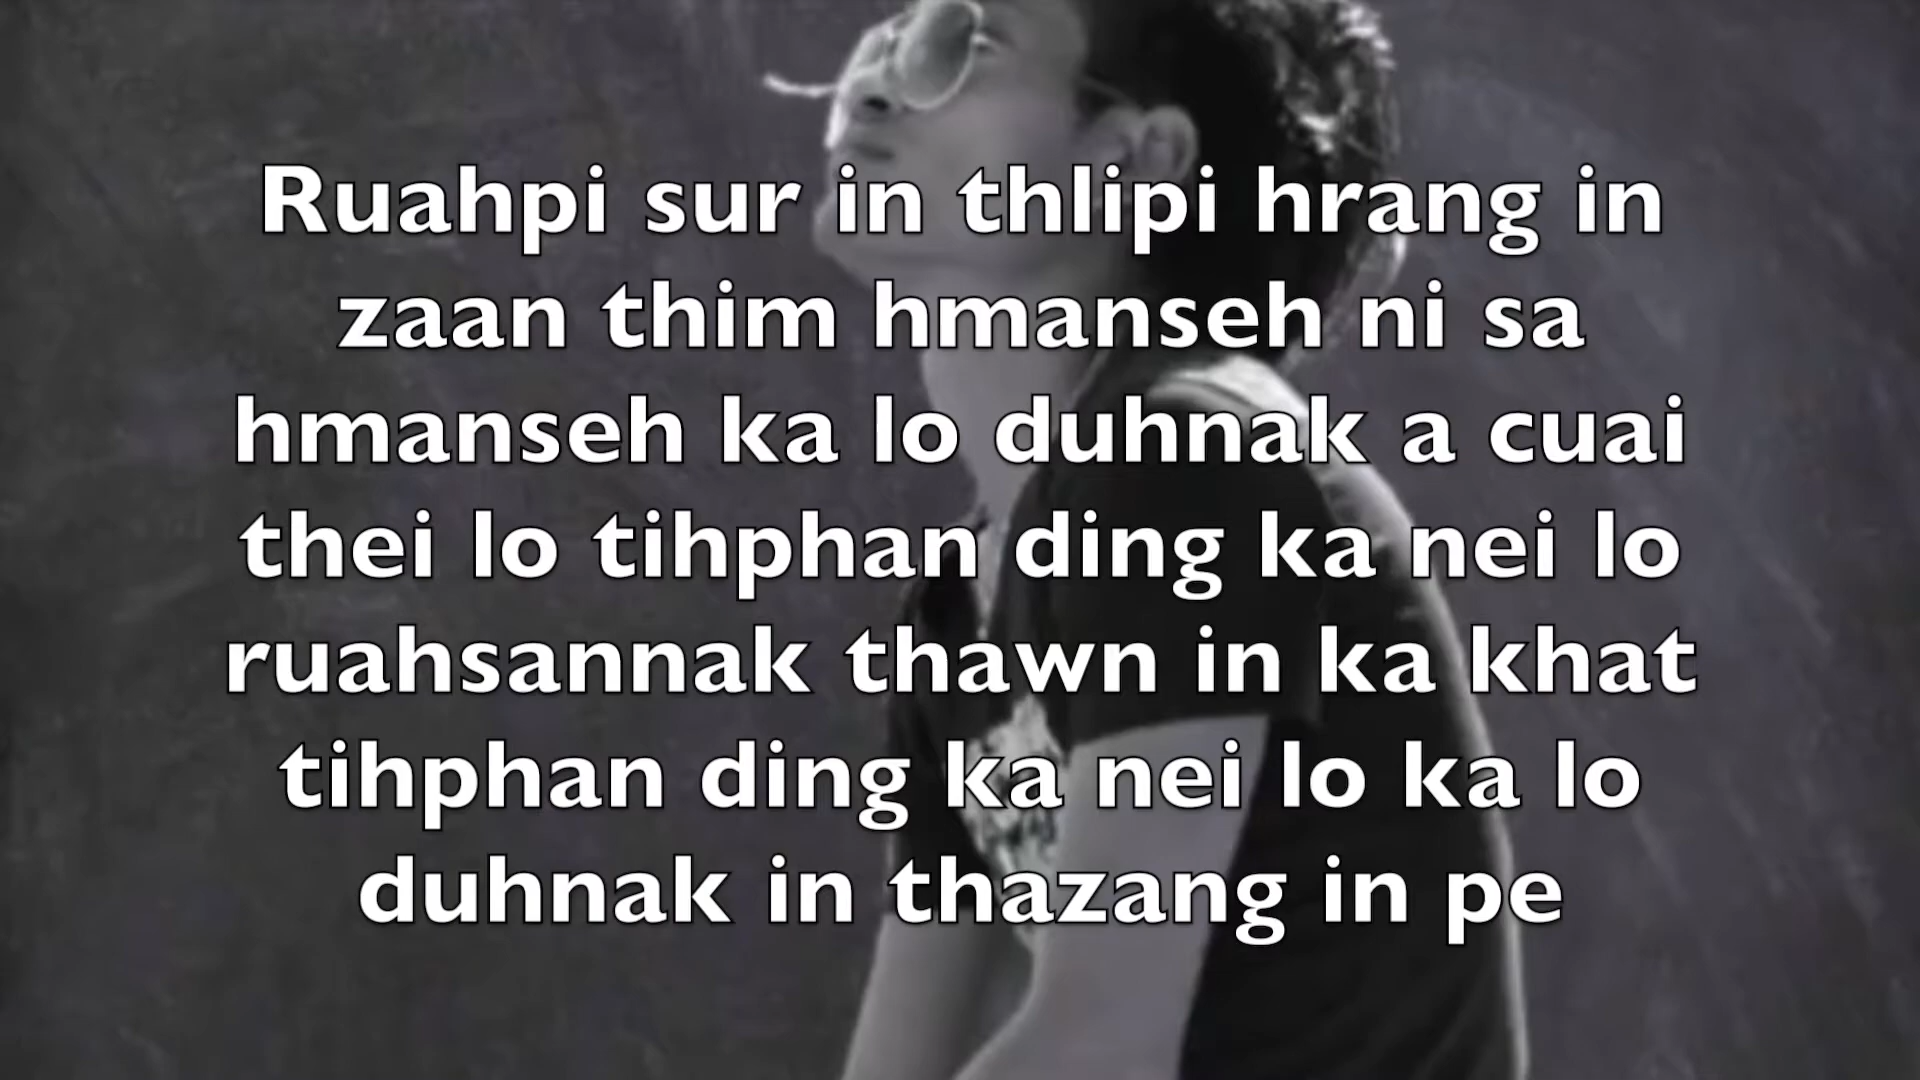 Ruahpi sur in thlipi hrang in
zaan thim hmanseh ni sa
hmanseh ka lo duhnak a cuai
thei lo tihphan ding ka nei lo
ruahsannak thawn in ka khat
tihphan ding ka nei lo ka lo
duhnak in thazang in pe